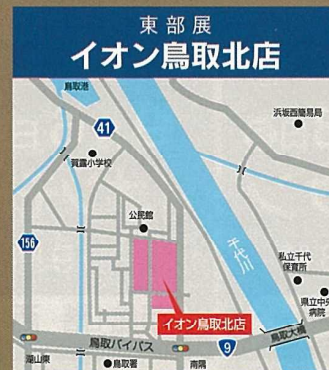 東部展
イオン鳥取北店
鳥取港
浜坂西簡易局
41
賀露小学校
公民館
156
千代川
私立千代
保育所
県立中央
病院
イオン鳥取北店
鳥取バイパス
9
鳥取大橋
湖山東
鳥取署
南隈